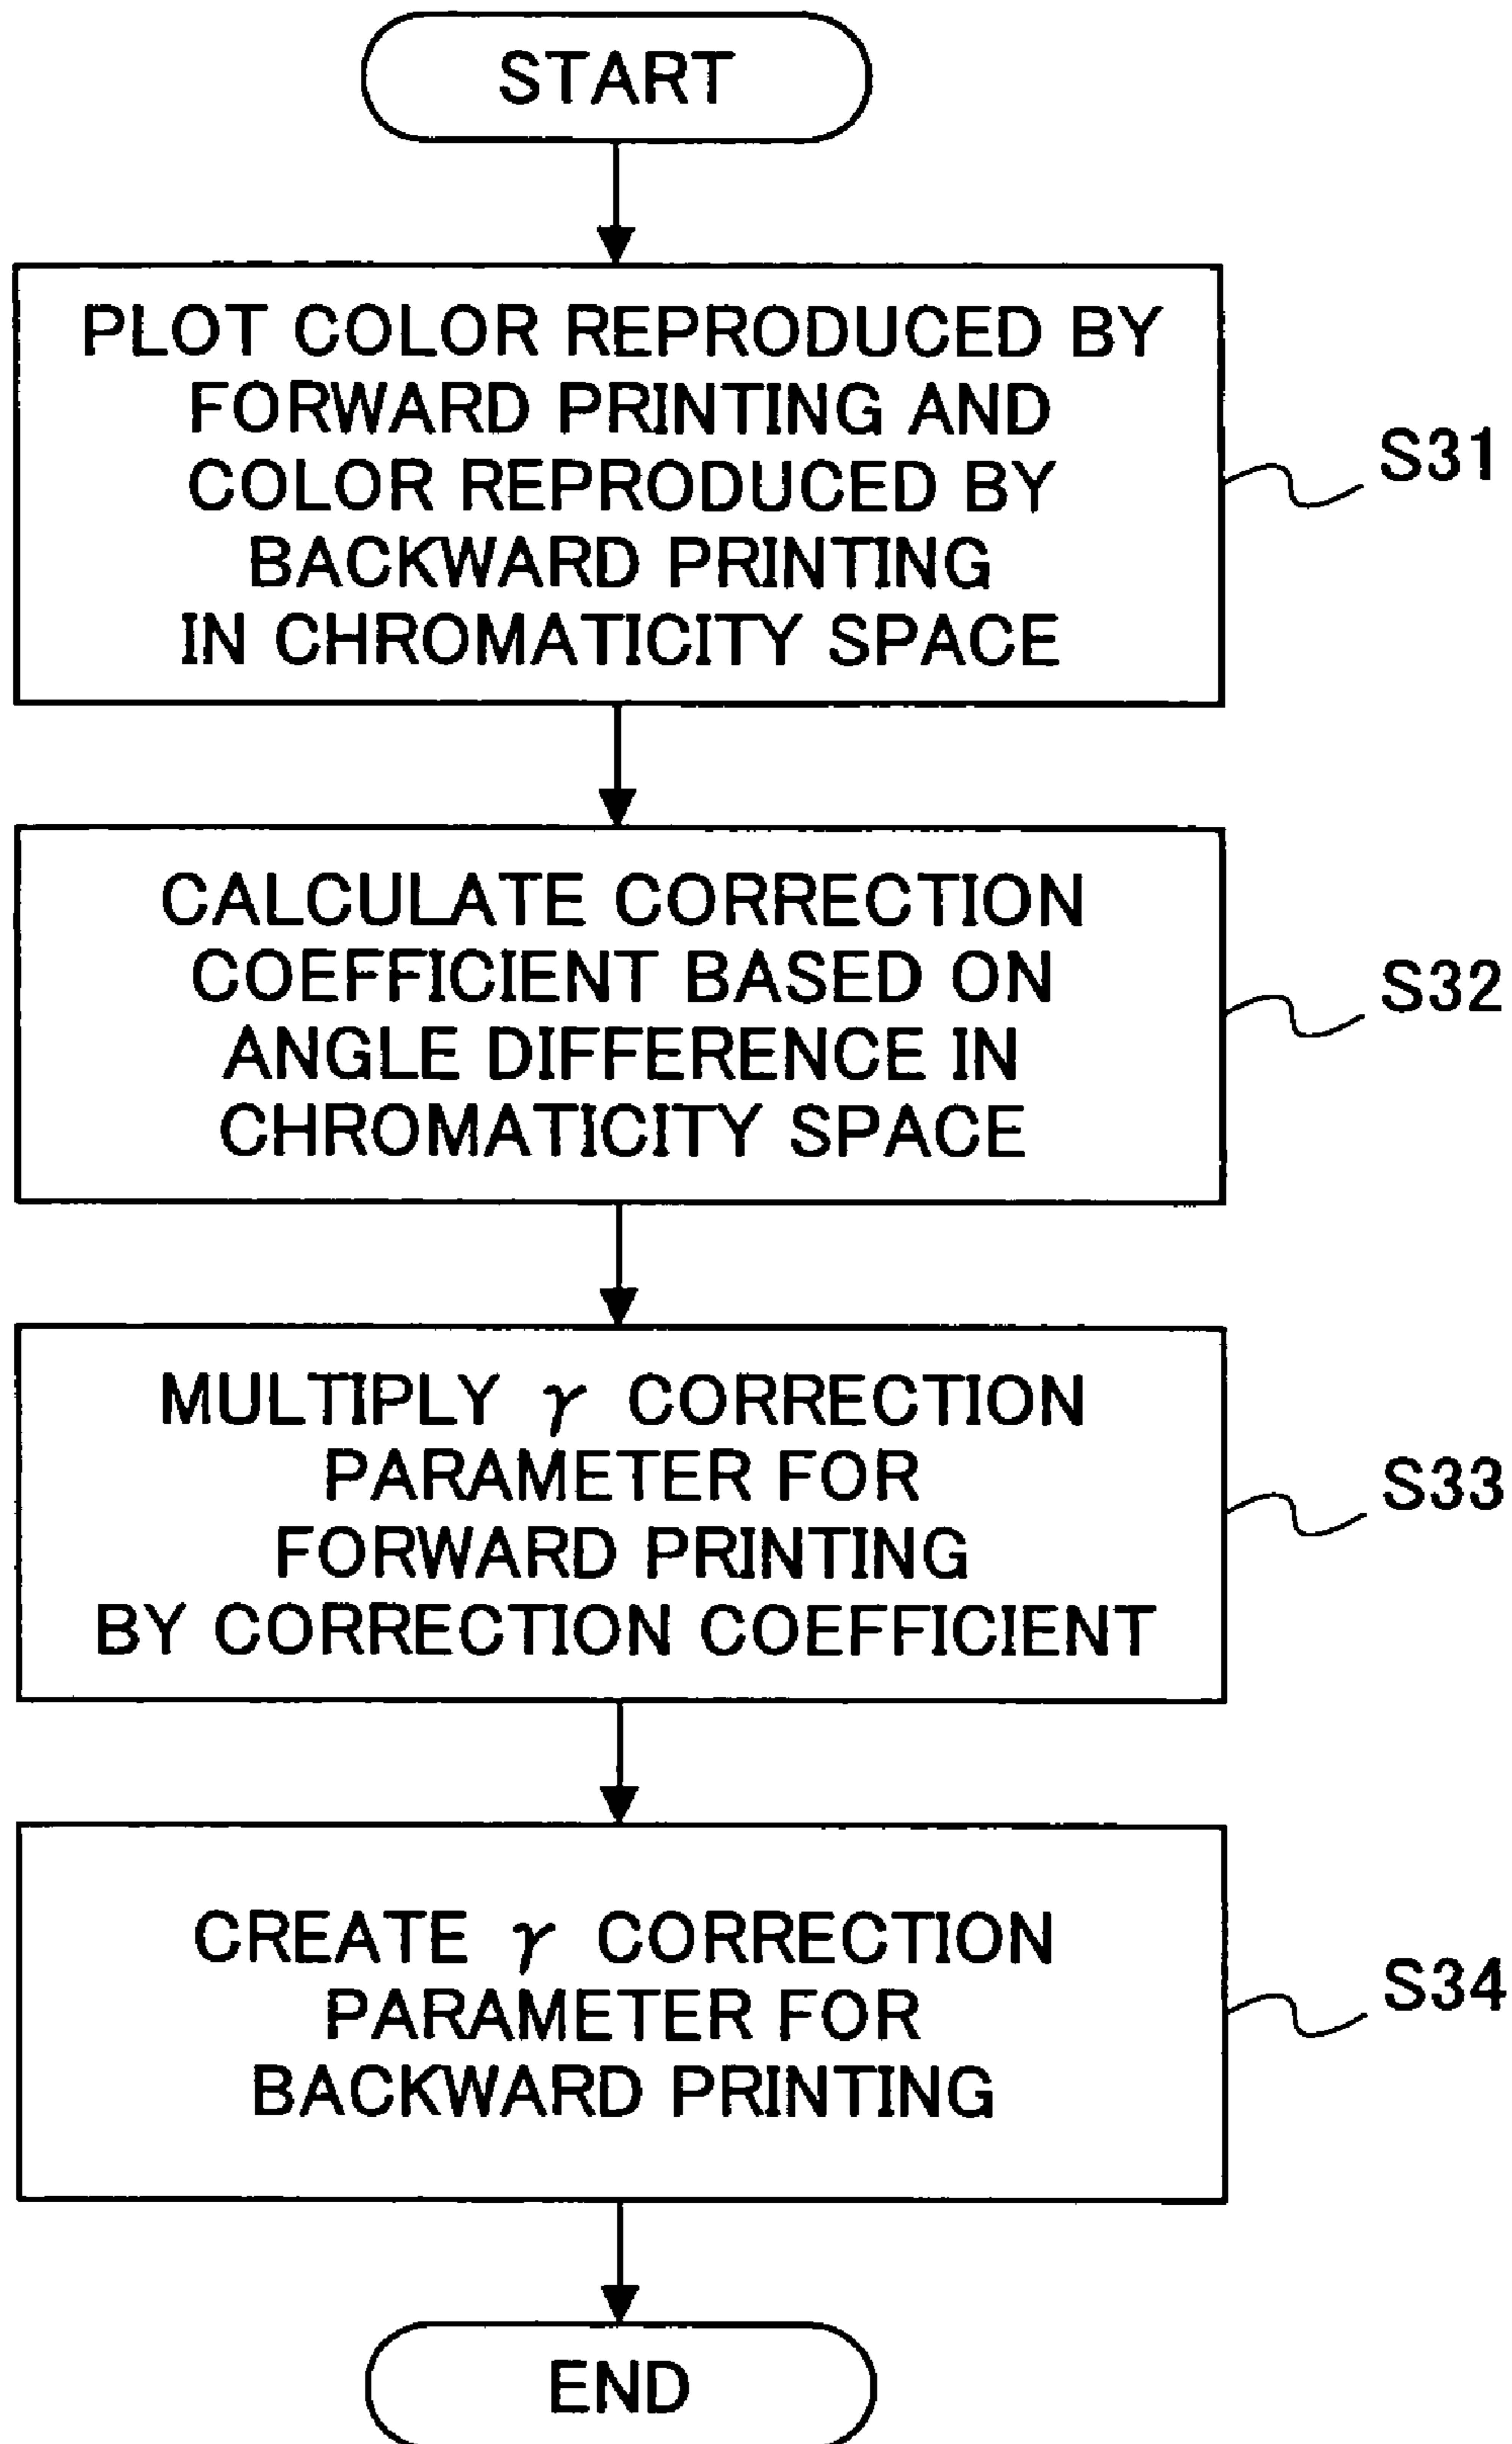 START
PLOT COLOR REPRODUCED BY
FORWARD PRINTING AND
COLOR REPRODUCED BY
BACKWARD PRINTING
IN CHROMATICITY SPACE
S31
CALCULATE CORRECTION
COEFFICIENT BASED ON
ANGLE DIFFERENCE IN
CHROMATICITY SPACE
S32
MULTIPLY γ CORRECTION
PARAMETER FOR
FORWARD PRINTING
BY CORRECTION COEFFICIENT
S33
CREATE γ CORRECTION
PARAMETER FOR
BACKWARD PRINTING
S34
END